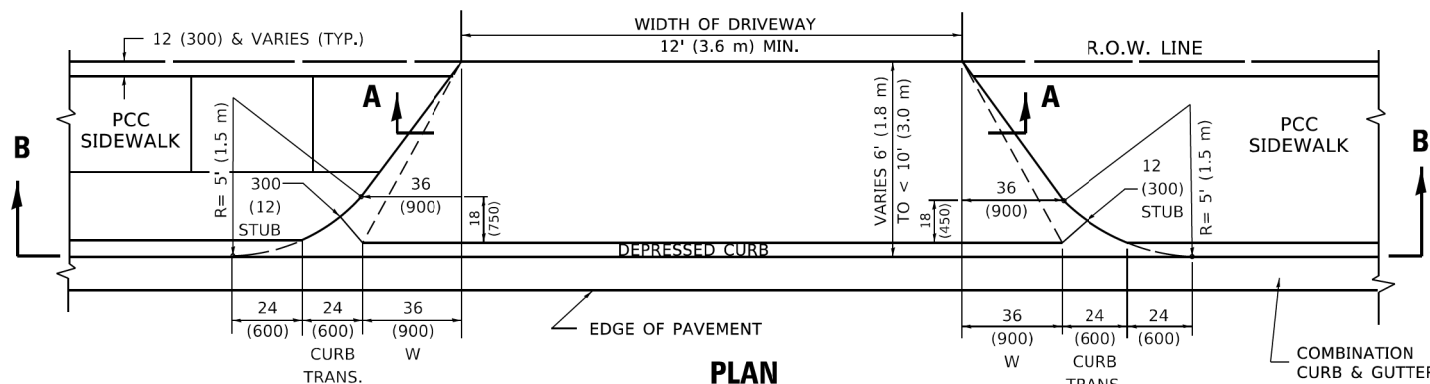 WIDTH OF DRIVEWAY
12' (3.6 m) MIN.
12 (300) & VARIES (TYP.)
R.O.W. LINE
A
A
PCC
SIDEWALK
PCC
SIDEWALK
B
B
R= 5' (1.5 m)
300
(12)
STUB
36
(900)
18
(750)
VARIES 6' (1.8 m)
TO < 10' (3.0 m)
36
(900)
18
(450)
12
(300)
STUB
R= 5' (1.5 m)
DEPRESSED CURB
24
(600)
24
(600)
CURB
TRANS.
36
(900)
W
EDGE OF PAVEMENT
36
(900)
W
24
(600)
CURB
TRANS.
24
(600)
COMBINATION
CURB & GUTTER
PLAN